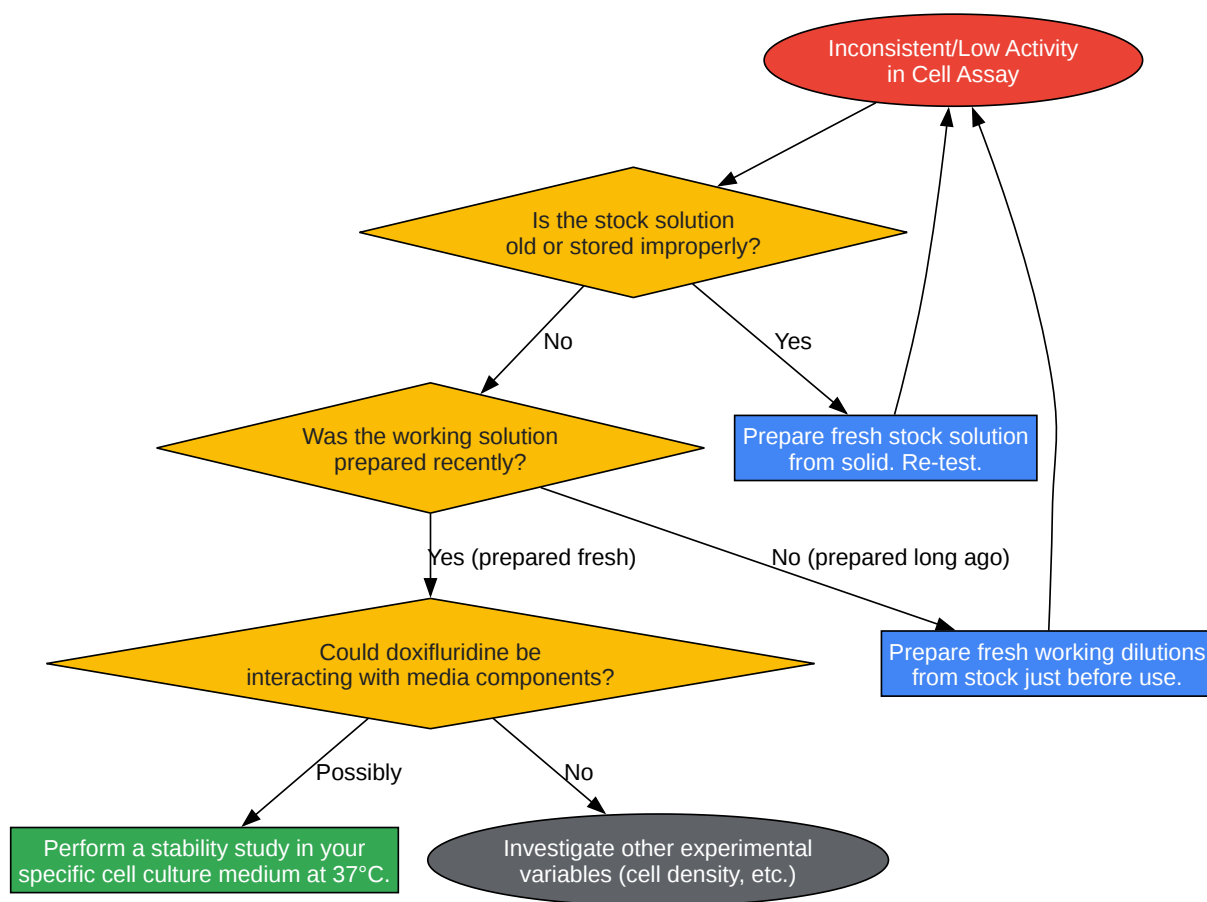 Inconsistent/Low Activity
in Cell Assay
Is the stock solution
old or stored improperly?
No
Yes
Was the working solution
prepared recently?
Prepare fresh stock solution
from solid. Re-test.
Yes (prepared fresh)
No (prepared long ago)
Could doxifluridine be
interacting with media components?
Prepare fresh working dilutions
from stock just before use.
Possibly
No
Perform a stability study in your
specific cell culture medium at 37°C.
Investigate other experimental
variables (cell density, etc.)